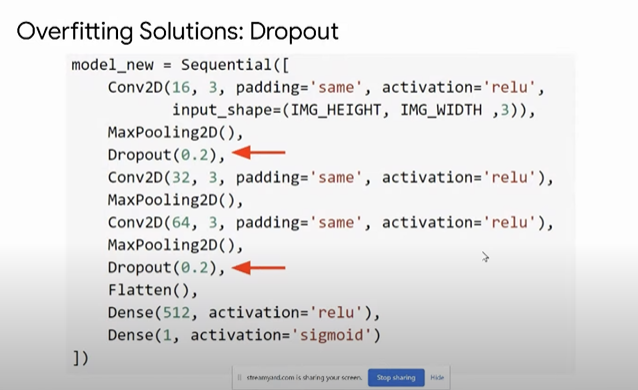 Overfitting Solutions: Dropout
model_new = Sequential([
    Conv2D(16, 3, padding='same', activation='relu',
           input_shape=(IMG_HEIGHT, IMG_WIDTH ,3)),
    MaxPooling2D(),
    Dropout(0.2),
    Conv2D(32, 3, padding='same', activation='relu'),
    MaxPooling2D(),
    Conv2D(64, 3, padding='same', activation='relu'),
    MaxPooling2D(),
    Dropout(0.2),
    Flatten(),
    Dense(512, activation='relu'),
    Dense(1, activation='sigmoid')
])
streamyard.com is sharing your screen. Stop sharing Hide